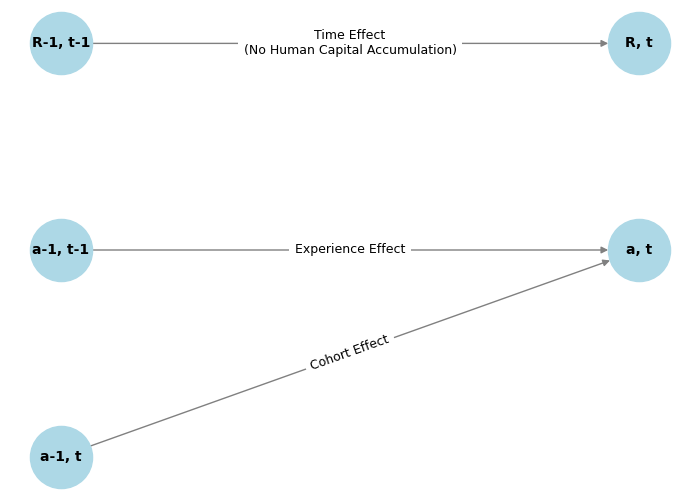 R-1, t-1
Time Effect
(No Human Capital Accumulation)
R, t
a-1, t-1
Experience Effect
a, t
Cohort Effect
a-1, t